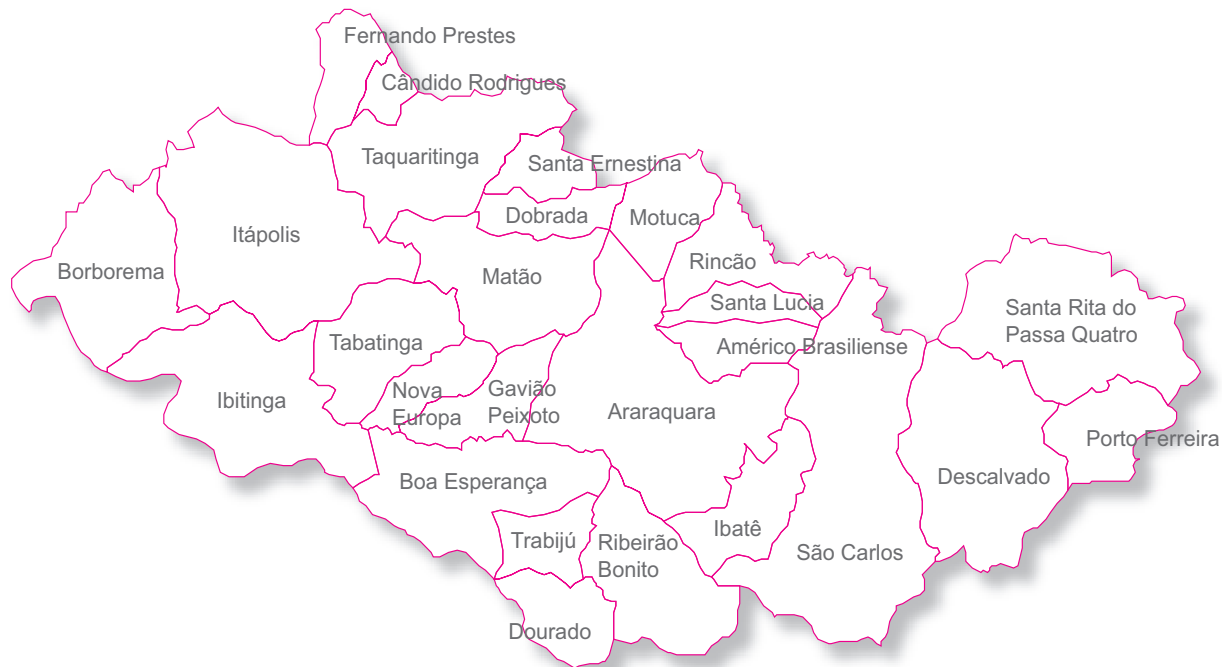 Fernando Prestes
Cândido Rodrigues
Taquaritinga
Santa Ernestina
Dobrada
Motuca
Itápolis
Borborema
Matão
Rincão
Santa Lucia
Santa Rita do
Passa Quatro
Tabatinga
Américo Brasiliense
Nova
Europa
Gavião
Peixoto
Ibitinga
Araraquara
Porto Ferreira
Boa Esperança
Descalvado
Trabijú
Ribeirão
Bonito
Ibatê
São Carlos
Dourado